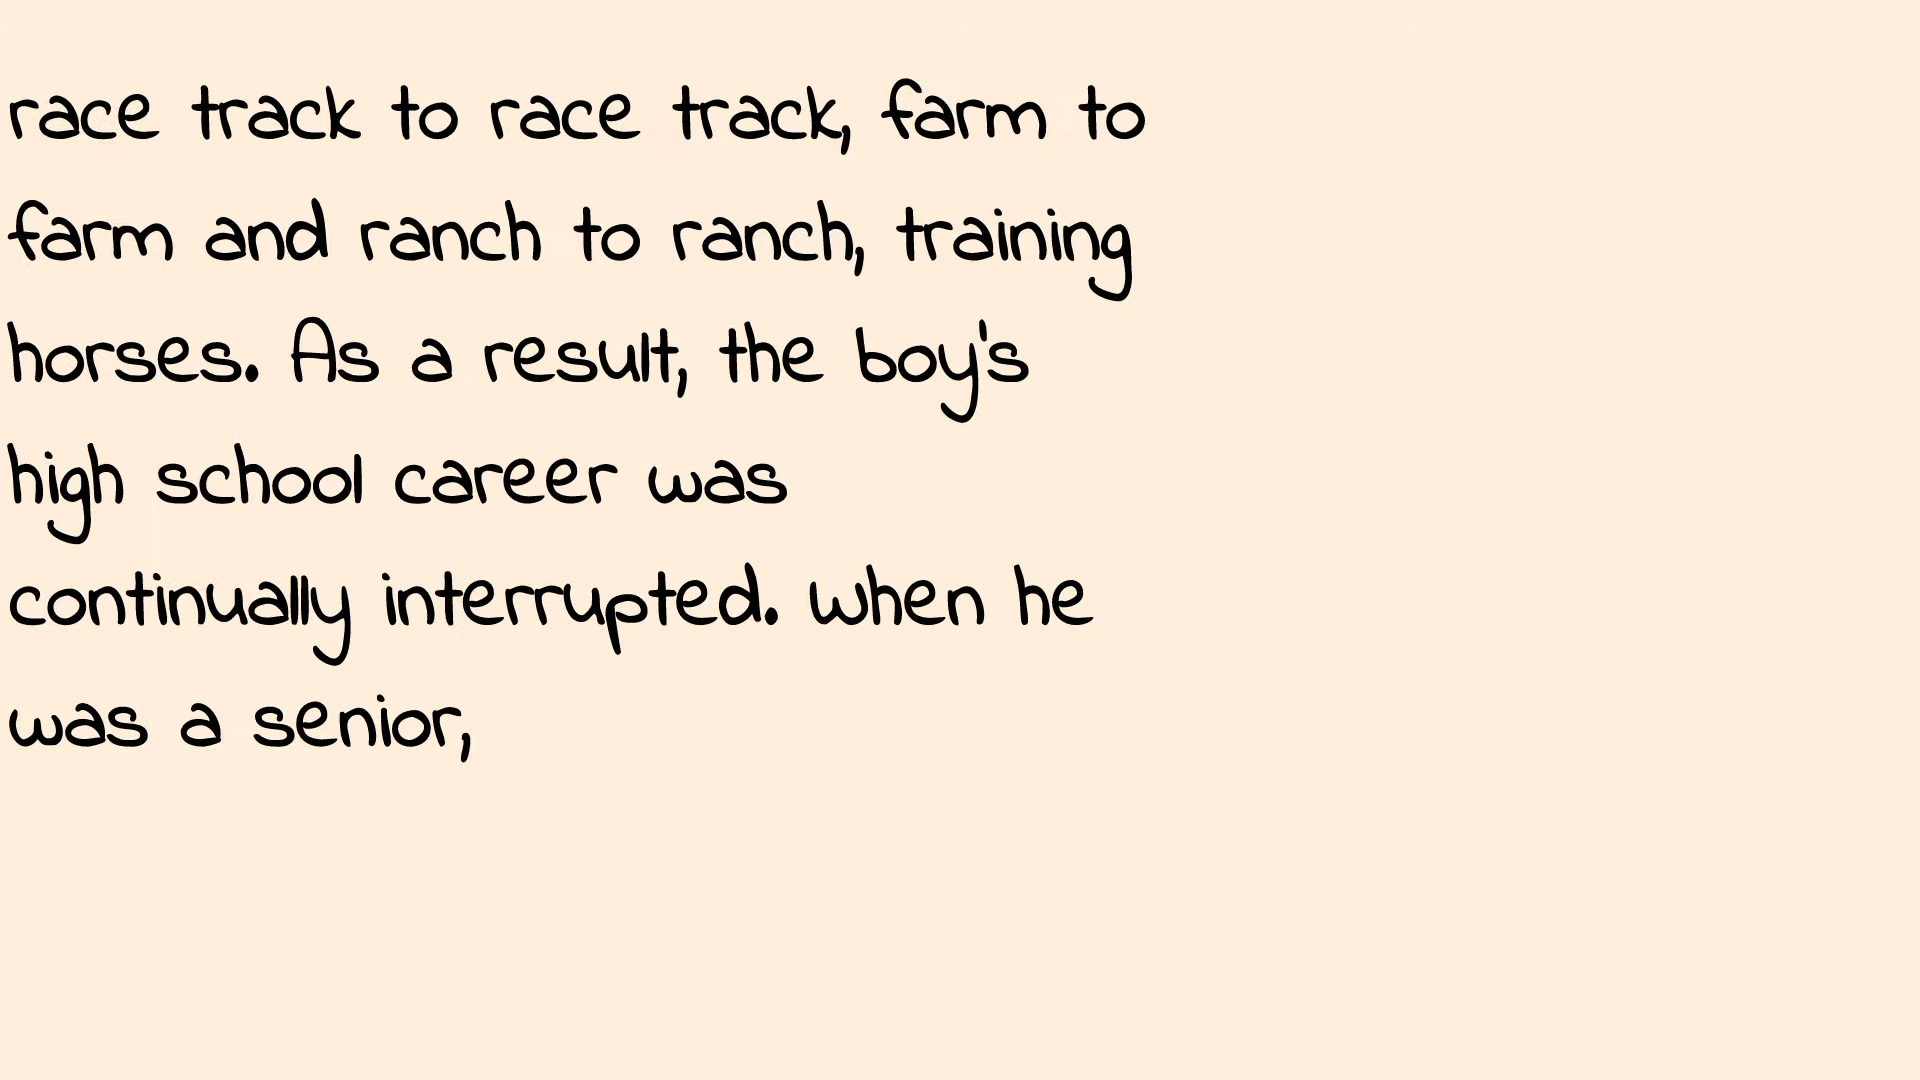 race track to race track, farm to
farm and ranch to ranch, training
horses. As a result, the boy's
high school career was
continually interrupted. When he
was a senior,